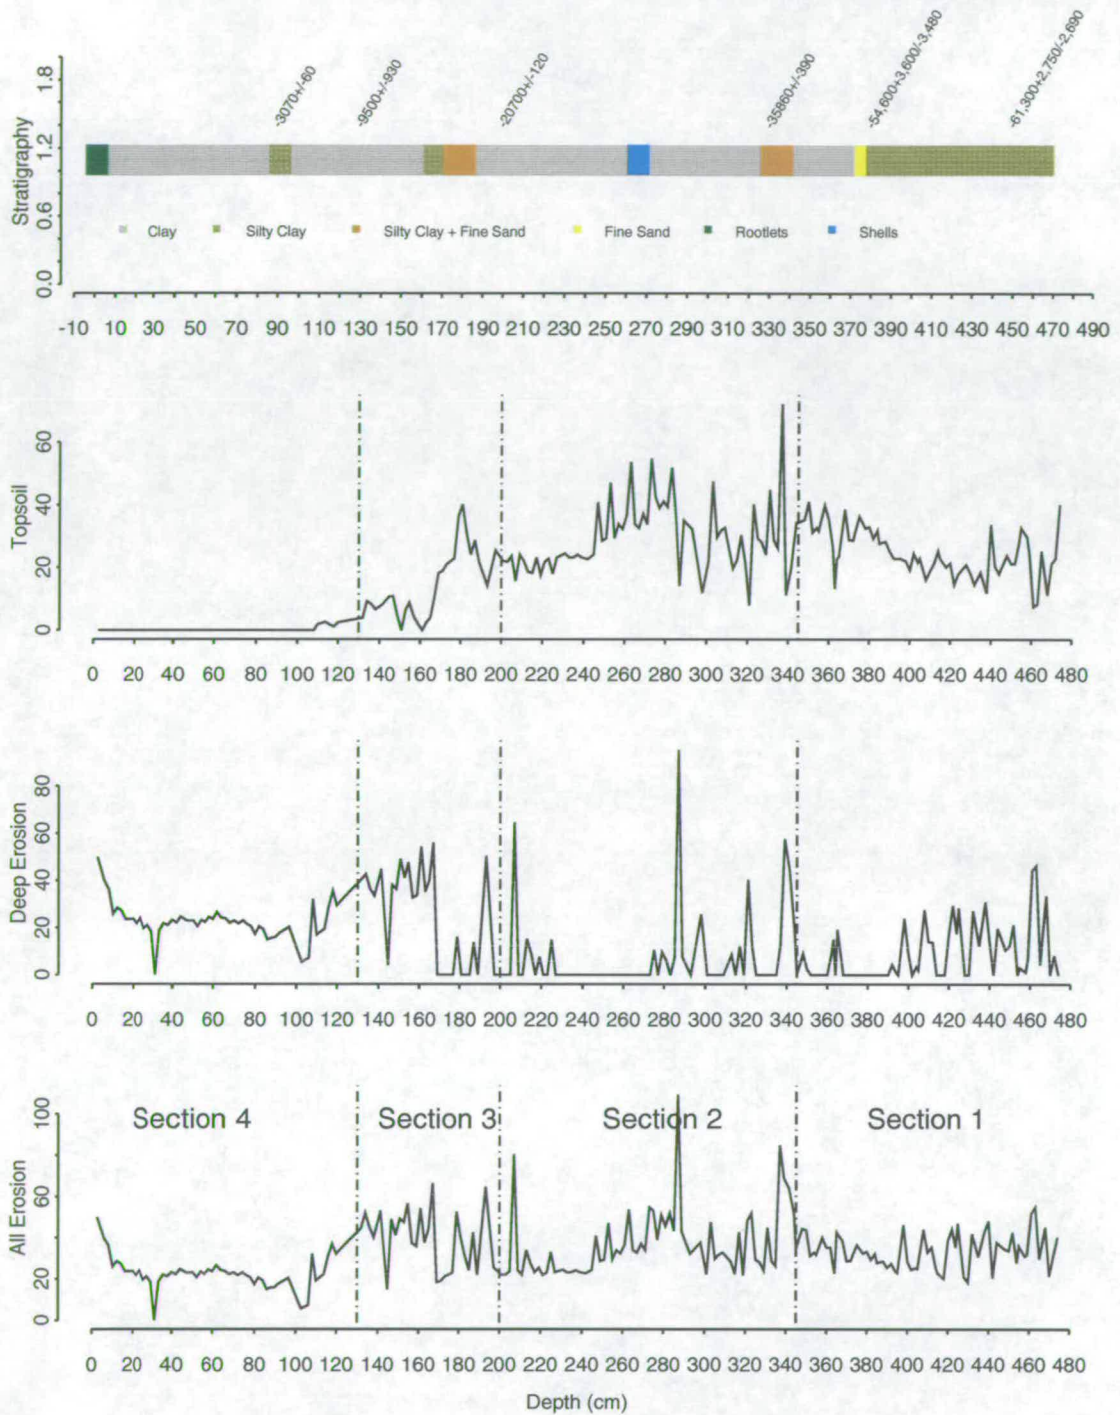 -3070+/-60
-9500+/-930
-20700+/-120
-35860+/-390
-54,600+3,600/-3,480
-61,300+2,750/-2,690
Stratigraphy
1.8
1.2
0.6
0.0
Clay
Silty Clay
Silty Clay + Fine Sand
Fine Sand
Rootlets
Shells
-10 10 30 50 70 90 110 130 150 170 190 210 230 250 270 290 310 330 350 370 390 410 430 450 470 490
Topsoil
60
40
20
0
0 20 40 60 80 100 120 140 160 180 200 220 240 260 280 300 320 340 360 380 400 420 440 460 480
Deep Erosion
80
60
40
20
0
0 20 40 60 80 100 120 140 160 180 200 220 240 260 280 300 320 340 360 380 400 420 440 460 480
All Erosion
100
60
20
0
Section 4
Section 3
Section 2
Section 1
0 20 40 60 80 100 120 140 160 180 200 220 240 260 280 300 320 340 360 380 400 420 440 460 480
Depth (cm)